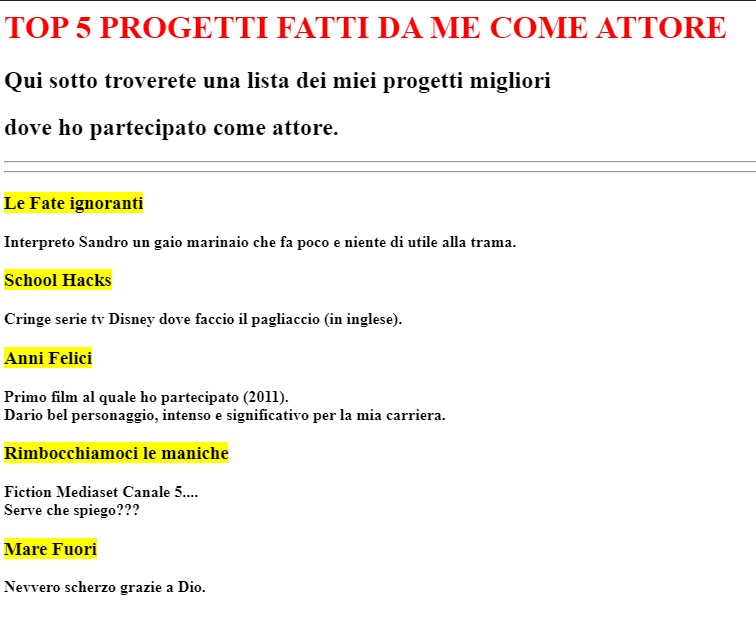 TOP 5 PROGETTI FATTI DA ME COME ATTORE
Qui sotto troverete una lista dei miei progetti migliori
dove ho partecipato come attore.
Le Fate ignoranti
Interpreto Sandro un gaio marinaio che fa poco e niente di utile alla trama.
School Hacks
Cringe serie tv Disney dove faccio il pagliaccio (in inglese).
Anni Felici
Primo film al quale ho partecipato (2011).
Dario bel personaggio, intenso e significativo per la mia carriera.
Rimbocchiamoci le maniche
Fiction Mediaset Canale 5....
Serve che spiego???
Mare Fuori
Nevvero scherzo grazie a Dio.